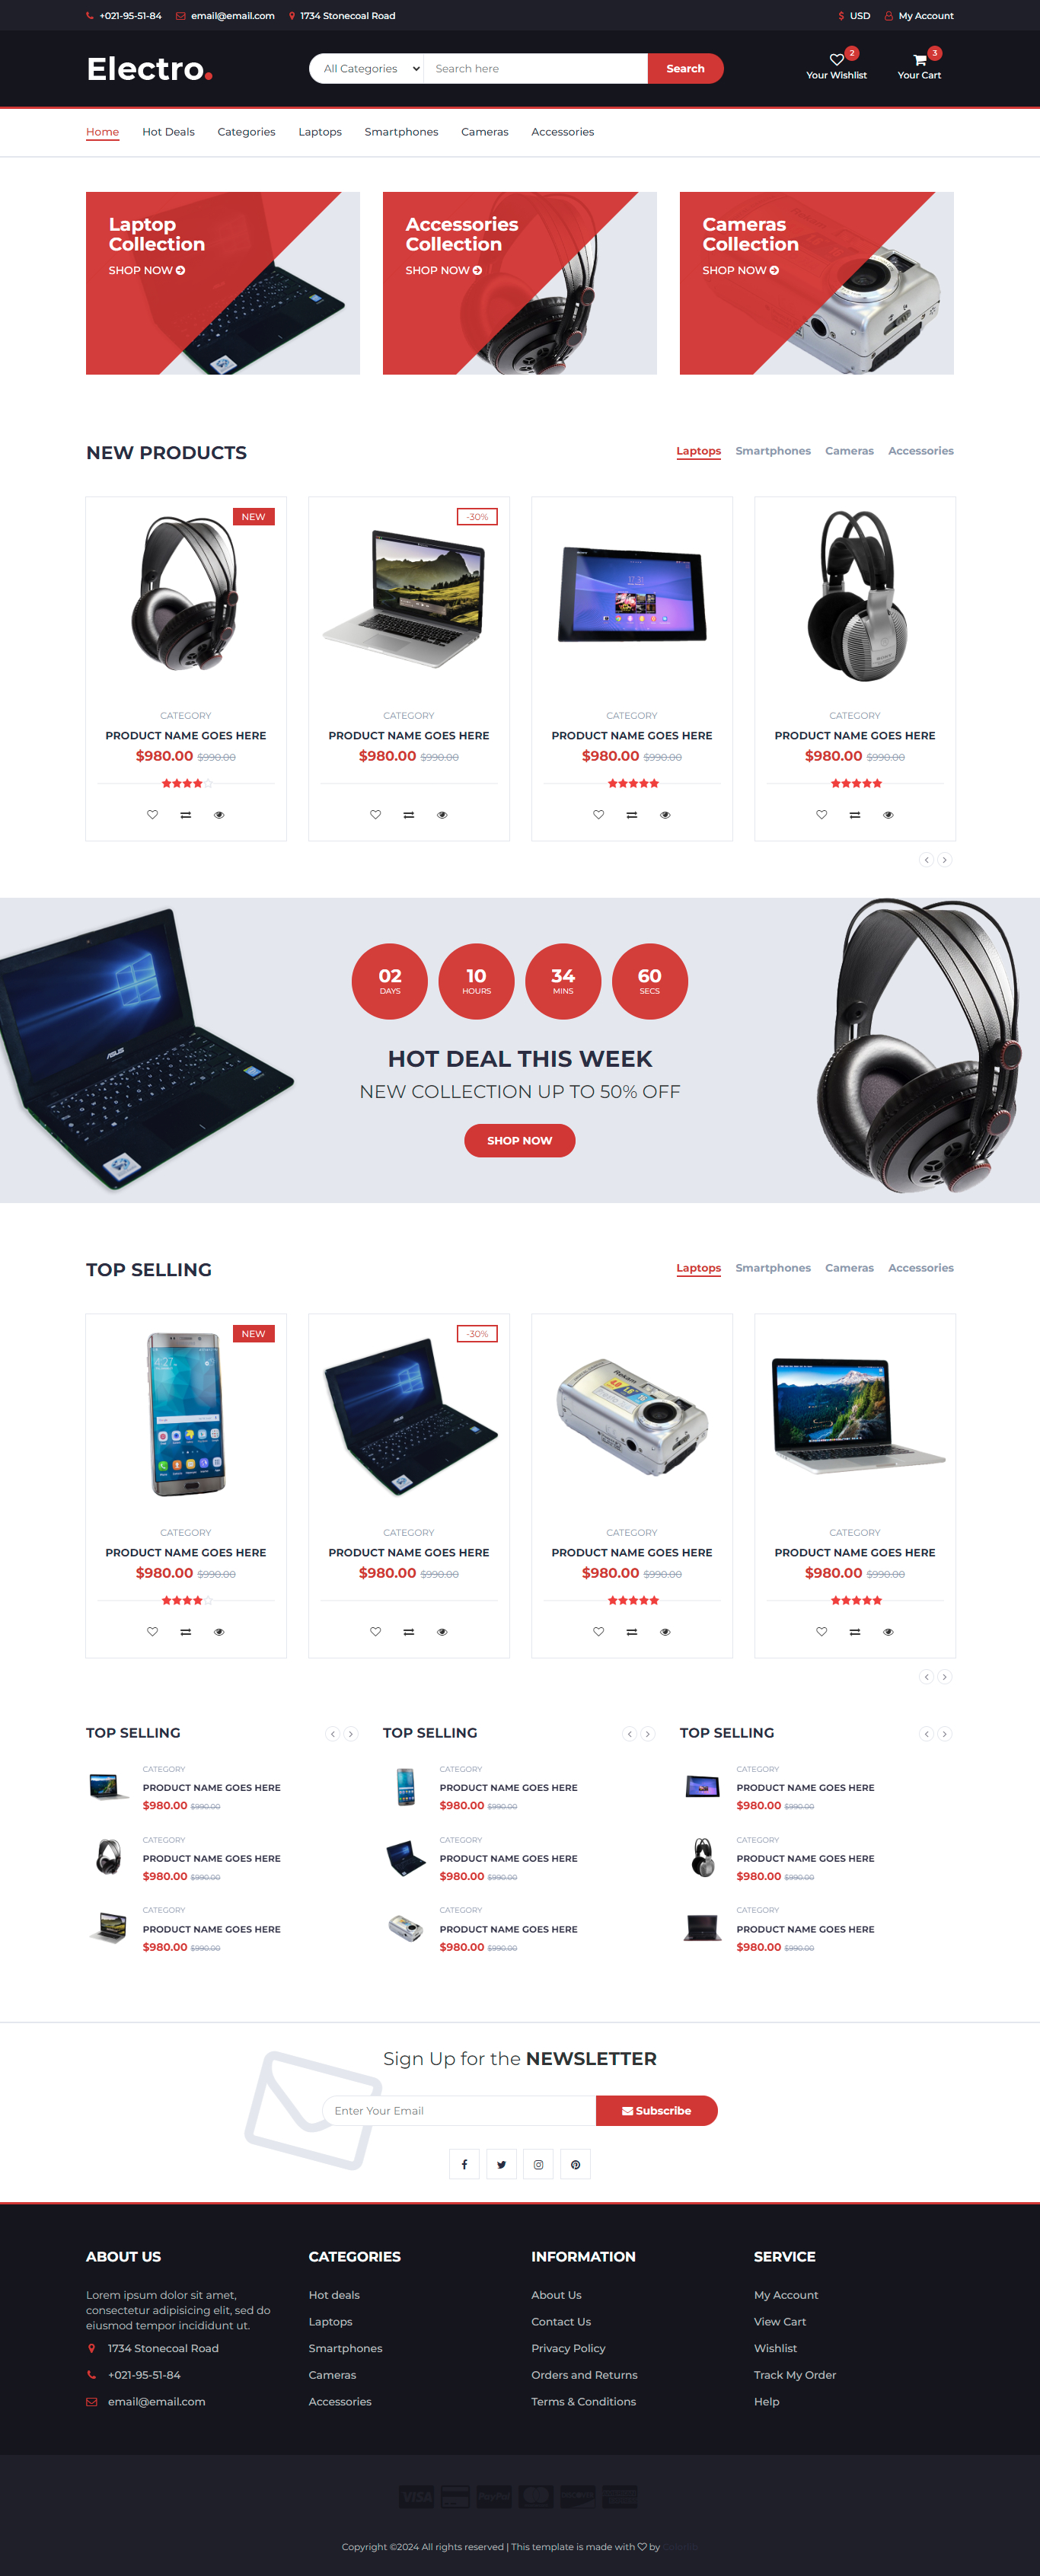 +021-95-51-84 email@email.com 1734 Stonecoal Road $ USD My Account
Electro.
All Categories Search here Search
2 Your Wishlist
3 Your Cart
Home Hot Deals Categories Laptops Smartphones Cameras Accessories
Laptop
Collection
SHOP NOW
Accessories
Collection
SHOP NOW
Cameras
Collection
SHOP NOW
NEW PRODUCTS
Laptops Smartphones Cameras Accessories
NEW
CATEGORY
PRODUCT NAME GOES HERE
$980.00 $990.00
-30%
CATEGORY
PRODUCT NAME GOES HERE
$980.00 $990.00
CATEGORY
PRODUCT NAME GOES HERE
$980.00 $990.00
CATEGORY
PRODUCT NAME GOES HERE
$980.00 $990.00
02 DAYS
10 HOURS
34 MINS
60 SECS
ASUS
HOT DEAL THIS WEEK
NEW COLLECTION UP TO 50% OFF
SHOP NOW
TOP SELLING
Laptops Smartphones Cameras Accessories
NEW
4:27
CATEGORY
PRODUCT NAME GOES HERE
$980.00 $990.00
-30%
CATEGORY
PRODUCT NAME GOES HERE
$980.00 $990.00
Rekam
CATEGORY
PRODUCT NAME GOES HERE
$980.00 $990.00
CATEGORY
PRODUCT NAME GOES HERE
$980.00 $990.00
TOP SELLING
CATEGORY
PRODUCT NAME GOES HERE
$980.00 $990.00
CATEGORY
PRODUCT NAME GOES HERE
$980.00 $990.00
CATEGORY
PRODUCT NAME GOES HERE
$980.00 $990.00
TOP SELLING
CATEGORY
PRODUCT NAME GOES HERE
$980.00 $990.00
CATEGORY
PRODUCT NAME GOES HERE
$980.00 $990.00
CATEGORY
PRODUCT NAME GOES HERE
$980.00 $990.00
TOP SELLING
CATEGORY
PRODUCT NAME GOES HERE
$980.00 $990.00
CATEGORY
PRODUCT NAME GOES HERE
$980.00 $990.00
CATEGORY
PRODUCT NAME GOES HERE
$980.00 $990.00
Sign Up for the NEWSLETTER
Enter Your Email Subscribe
ABOUT US
Lorem ipsum dolor sit amet,
consectetur adipisicing elit, sed do
eiusmod tempor incididunt ut.
1734 Stonecoal Road
+021-95-51-84
email@email.com
CATEGORIES
Hot deals
Laptops
Smartphones
Cameras
Accessories
INFORMATION
About Us
Contact Us
Privacy Policy
Orders and Returns
Terms & Conditions
SERVICE
My Account
View Cart
Wishlist
Track My Order
Help
VISA PayPal
Copyright ©2024 All rights reserved | This template is made with by